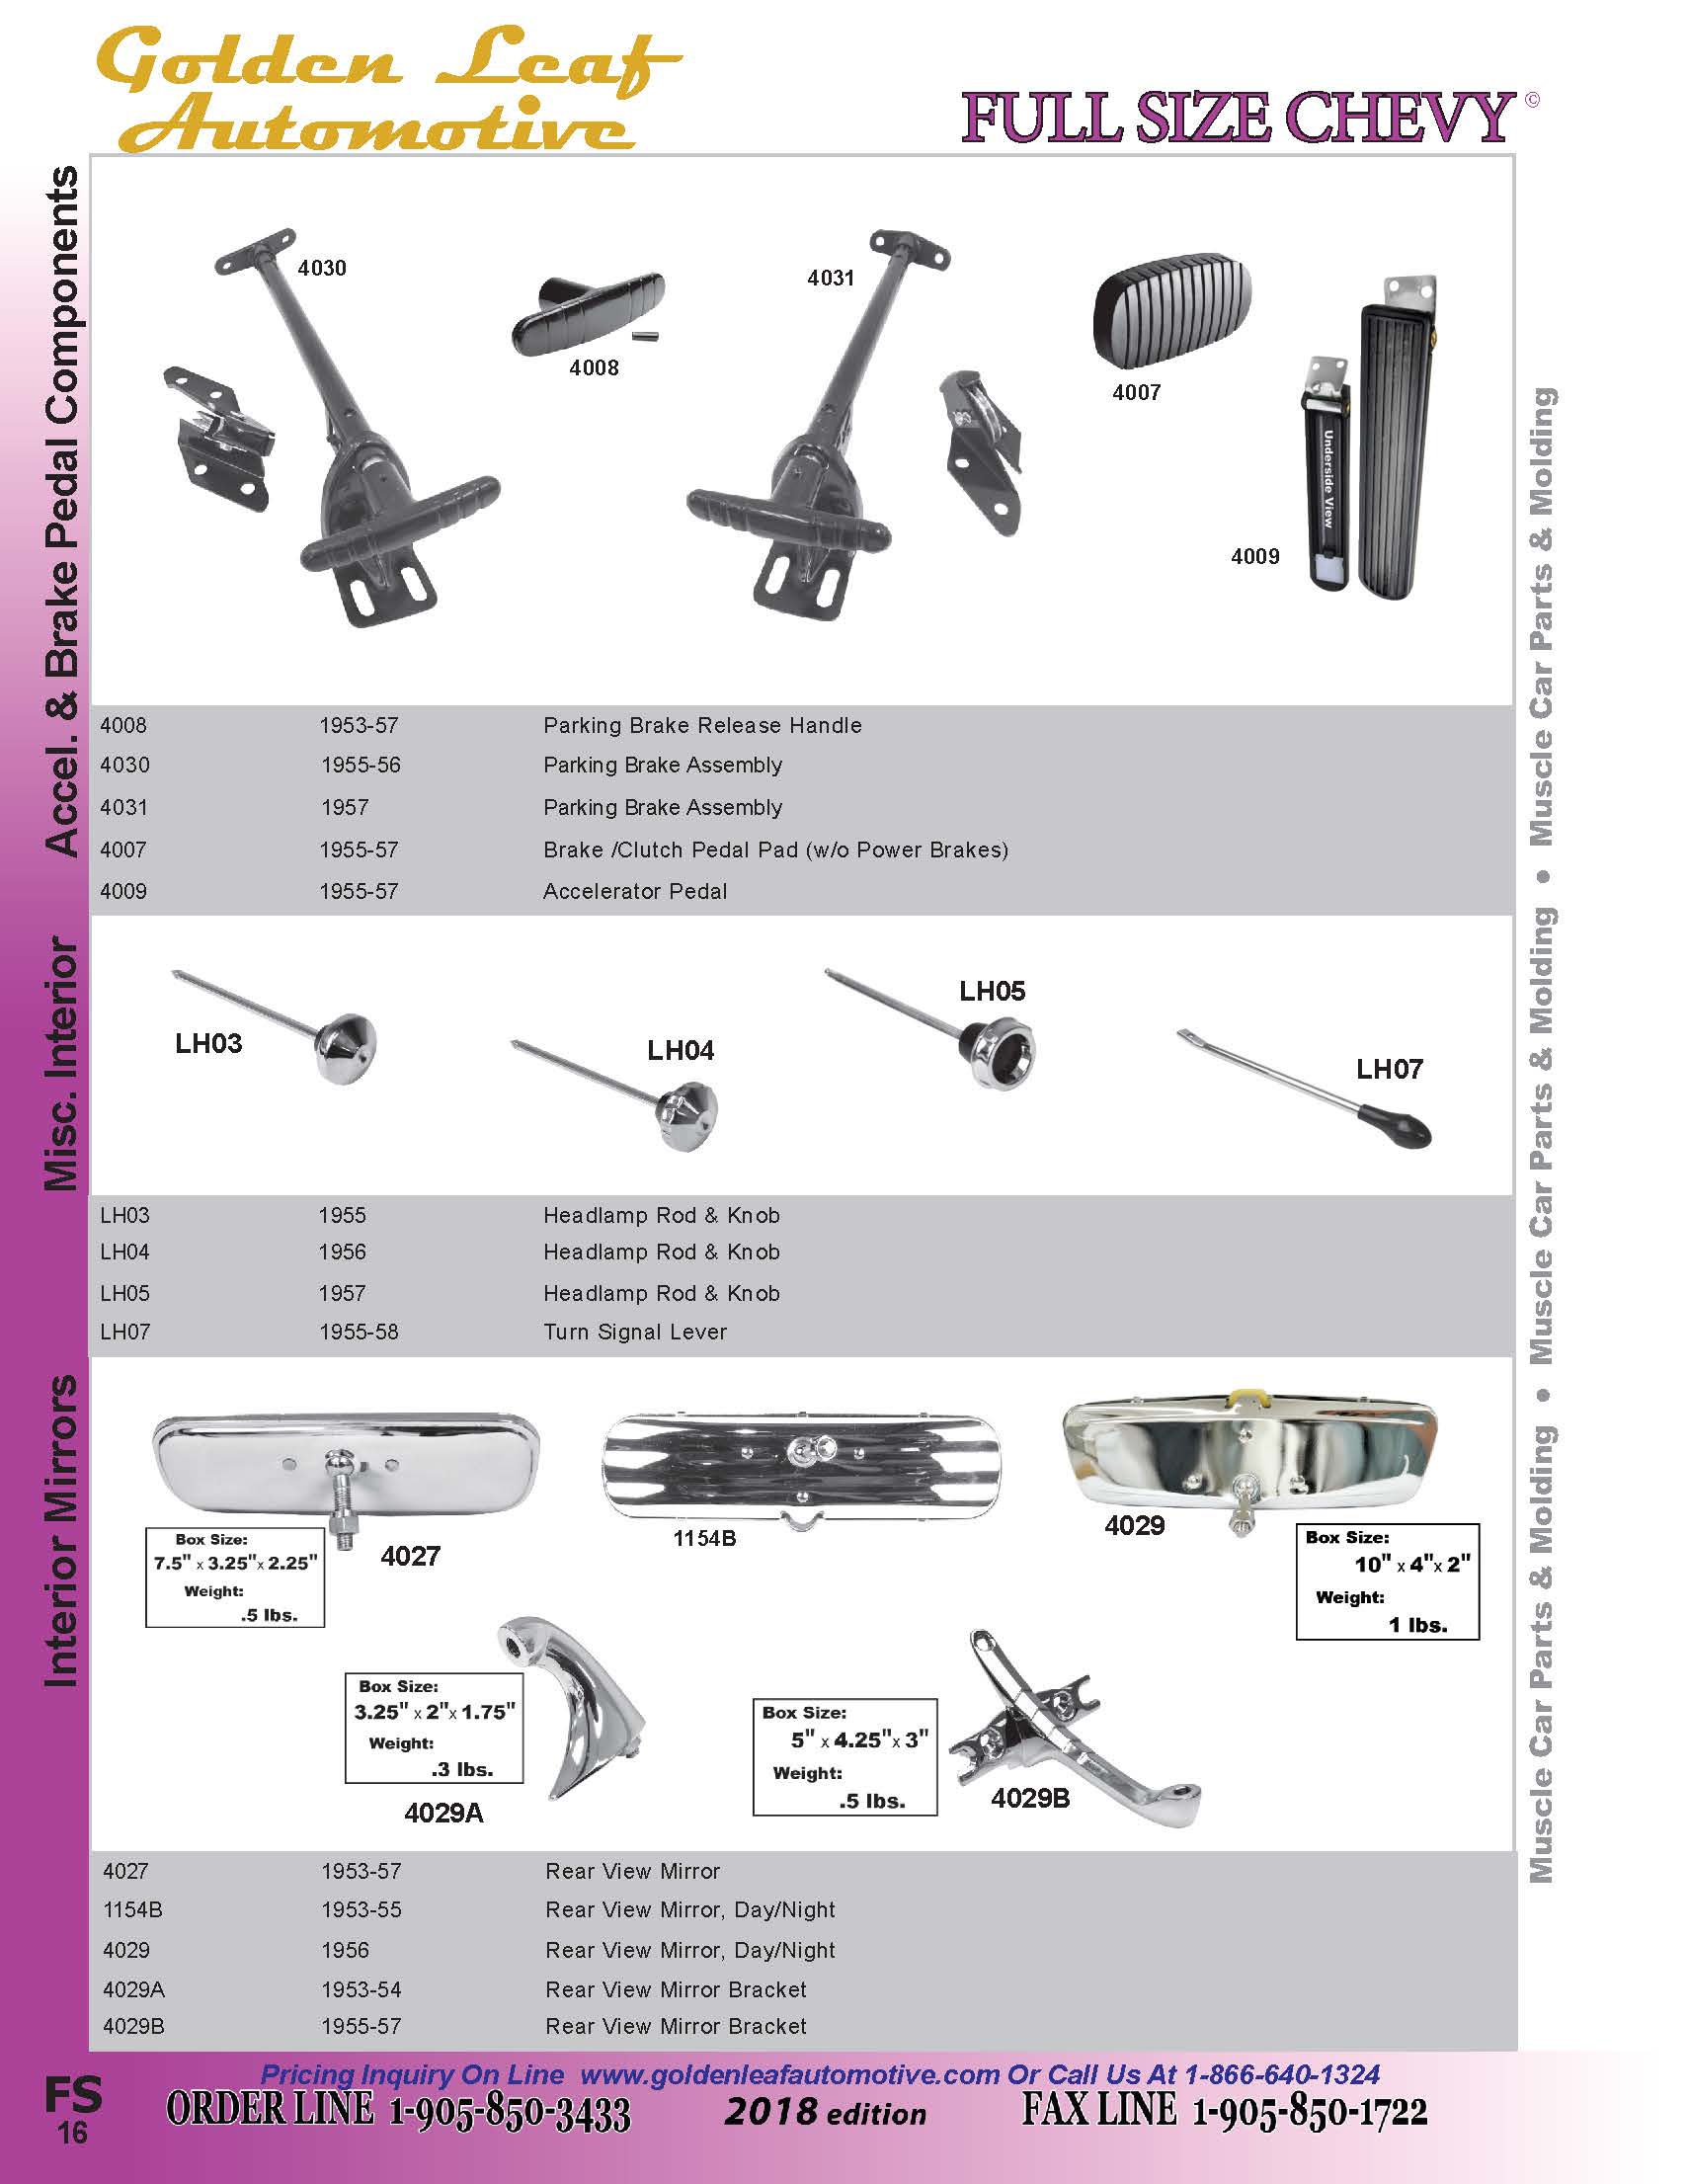 Golden Leaf
Automotive
FULL SIZE CHEVY ©
Accel. & Brake Pedal Components
4030
4008
4031
4007
Underside View
4009
4008 1953-57 Parking Brake Release Handle
4030 1955-56 Parking Brake Assembly
4031 1957 Parking Brake Assembly
4007 1955-57 Brake /Clutch Pedal Pad (w/o Power Brakes)
4009 1955-57 Accelerator Pedal
Misc. Interior
LH03
LH04
LH05
LH07
LH03 1955 Headlamp Rod & Knob
LH04 1956 Headlamp Rod & Knob
LH05 1957 Headlamp Rod & Knob
LH07 1955-58 Turn Signal Lever
Interior Mirrors
Box Size:
7.5" x 3.25"x 2.25"
Weight:
.5 lbs.
4027
1154B
4029
Box Size:
10" x 4"x 2"
Weight:
1 lbs.
Box Size:
3.25" x 2"x 1.75"
Weight:
.3 lbs.
4029A
Box Size:
5" x 4.25"x 3"
Weight:
.5 lbs.
4029B
4027 1953-57 Rear View Mirror
1154B 1953-55 Rear View Mirror, Day/Night
4029 1956 Rear View Mirror, Day/Night
4029A 1953-54 Rear View Mirror Bracket
4029B 1955-57 Rear View Mirror Bracket
Muscle Car Parts & Molding • Muscle Car Parts & Molding • Muscle Car Parts & Molding
Pricing Inquiry On Line www.goldenleafautomotive.com Or Call Us At 1-866-640-1324
FS
16
ORDER LINE 1-905-850-3433 2018 edition FAX LINE 1-905-850-1722